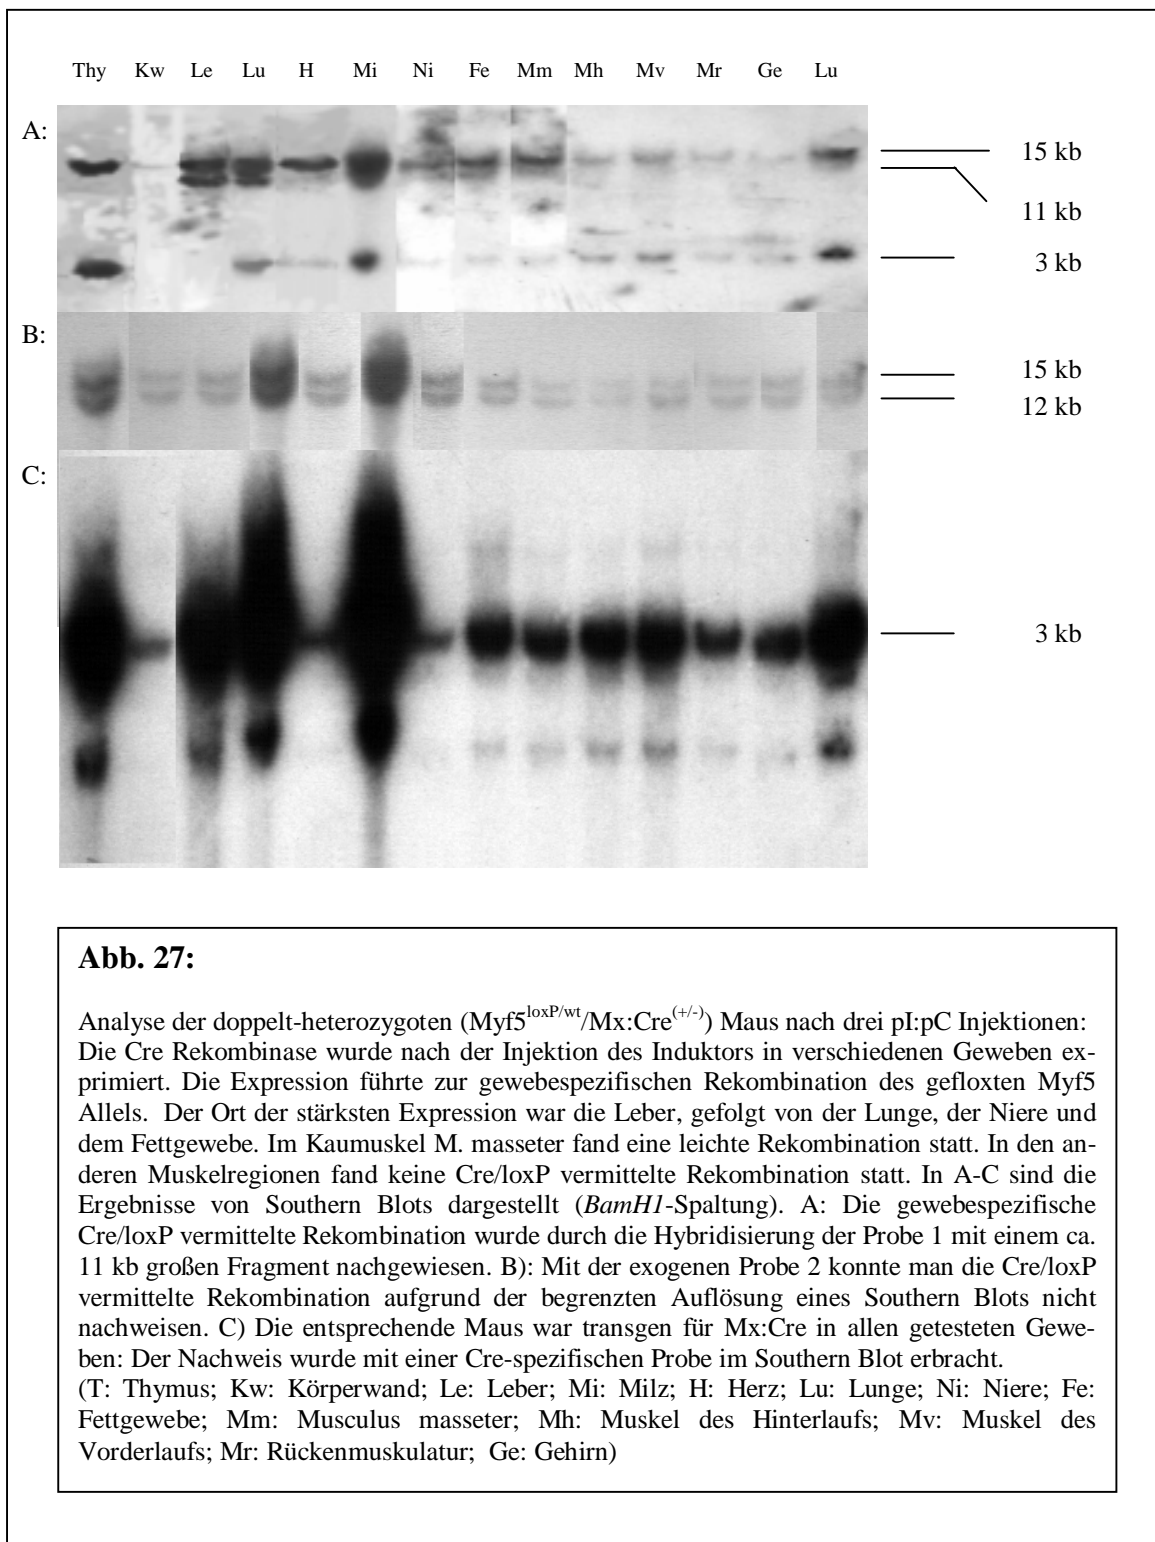 Thy Kw Le Lu H Mi Ni Fe Mm Mh Mv Mr Ge Lu
A:
15 kb
11 kb
3 kb
B:
15 kb
12 kb
C:
3 kb
Abb. 27:
Analyse der doppelt-heterozygoten (Myf5loxP/wt/Mx:Cre(+/-)) Maus nach drei pI:pC Injektionen:
Die Cre Rekombinase wurde nach der Injektion des Induktors in verschiedenen Geweben ex-
primiert. Die Expression führte zur gewebespezifischen Rekombination des gefloxten Myf5
Allels. Der Ort der stärksten Expression war die Leber, gefolgt von der Lunge, der Niere und
dem Fettgewebe. Im Kaumuskel M. masseter fand eine leichte Rekombination statt. In den an-
deren Muskelregionen fand keine Cre/loxP vermittelte Rekombination statt. In A-C sind die
Ergebnisse von Southern Blots dargestellt (BamH1-Spaltung). A: Die gewebespezifische
Cre/loxP vermittelte Rekombination wurde durch die Hybridisierung der Probe 1 mit einem ca.
11 kb großen Fragment nachgewiesen. B): Mit der exogenen Probe 2 konnte man die Cre/loxP
vermittelte Rekombination aufgrund der begrenzten Auflösung eines Southern Blots nicht
nachweisen. C) Die entsprechende Maus war transgen für Mx:Cre in allen getesteten Gewe-
ben: Der Nachweis wurde mit einer Cre-spezifischen Probe im Southern Blot erbracht.
(T: Thymus; Kw: Körperwand; Le: Leber; Mi: Milz; H: Herz; Lu: Lunge; Ni: Niere; Fe:
Fettgewebe; Mm: Musculus masseter; Mh: Muskel des Hinterlaufs; Mv: Muskel des
Vorderlaufs; Mr: Rückenmuskulatur; Ge: Gehirn)